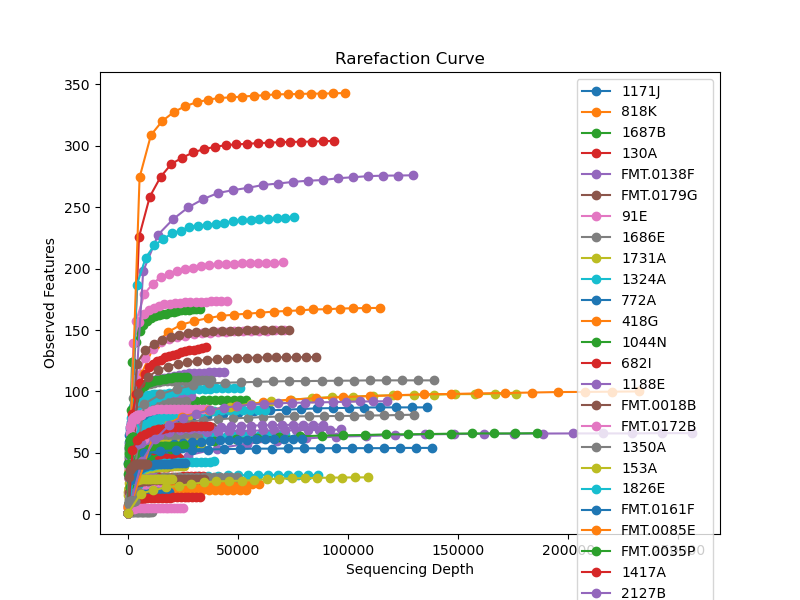 Rarefaction Curve
Observed Features
350
300
250
200
150
100
50
0
0
50000
100000
150000
Sequencing Depth
1171J
818K
1687B
130A
FMT.0138F
FMT.0179G
91E
1686E
1731A
1324A
772A
418G
1044N
682I
1188E
FMT.0018B
FMT.0172B
1350A
153A
1826E
FMT.0161F
FMT.0085E
FMT.0035P
1417A
2127B